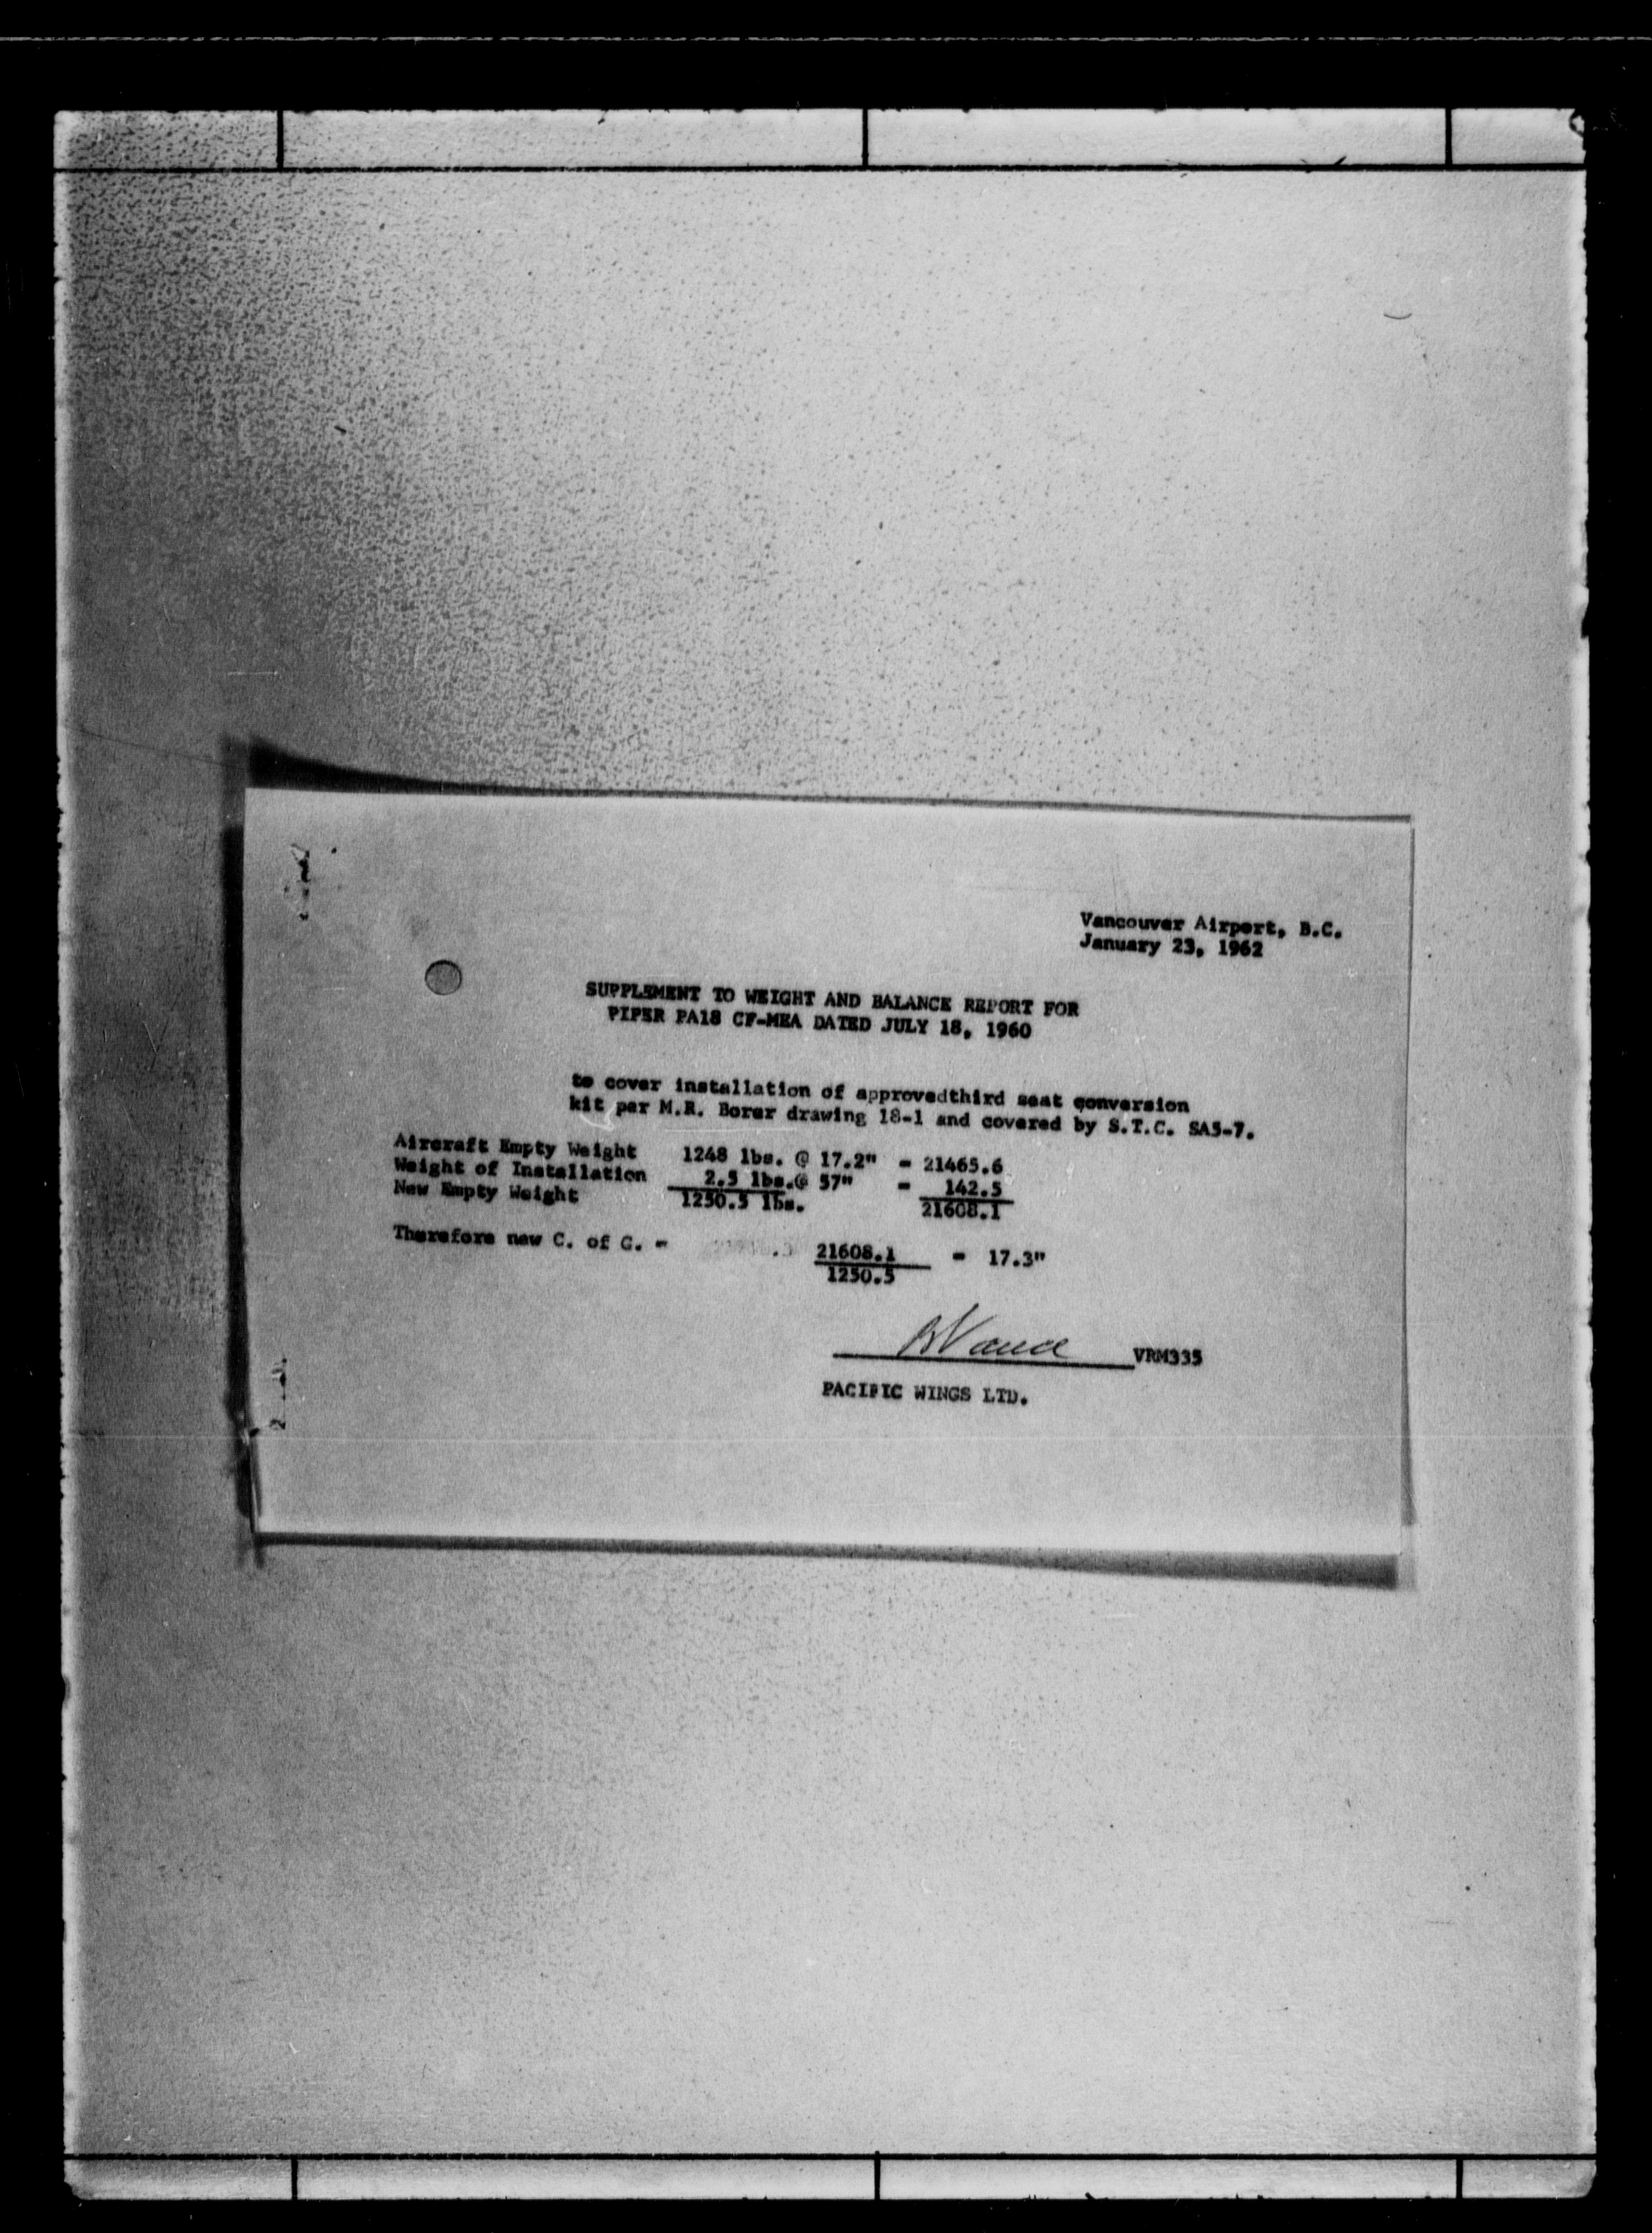 Vancouver Airport, B.C.
January 23, 1962
SUPPLEMENT TO WEIGHT AND BALANCE REPORT FOR
PIPER PA18 CF-MEA DATED JULY 18, 1960
to cover installation of approvedthird seat conversion
kit per M.R. Borer drawing 18-1 and covered by S.T.C. SA5-7.
Aircraft Empty Weight 1248 lbs. @ 17.2" = 21465.6
Weight of Installation 2.5 lbs.@ 57" = 142.5
New Empty Weight 1250.5 lbs. 21608.1
Therefore new C. of G. = 21608.1 = 17.3"
1250.5
VRM335
PACIFIC WINGS LTD.